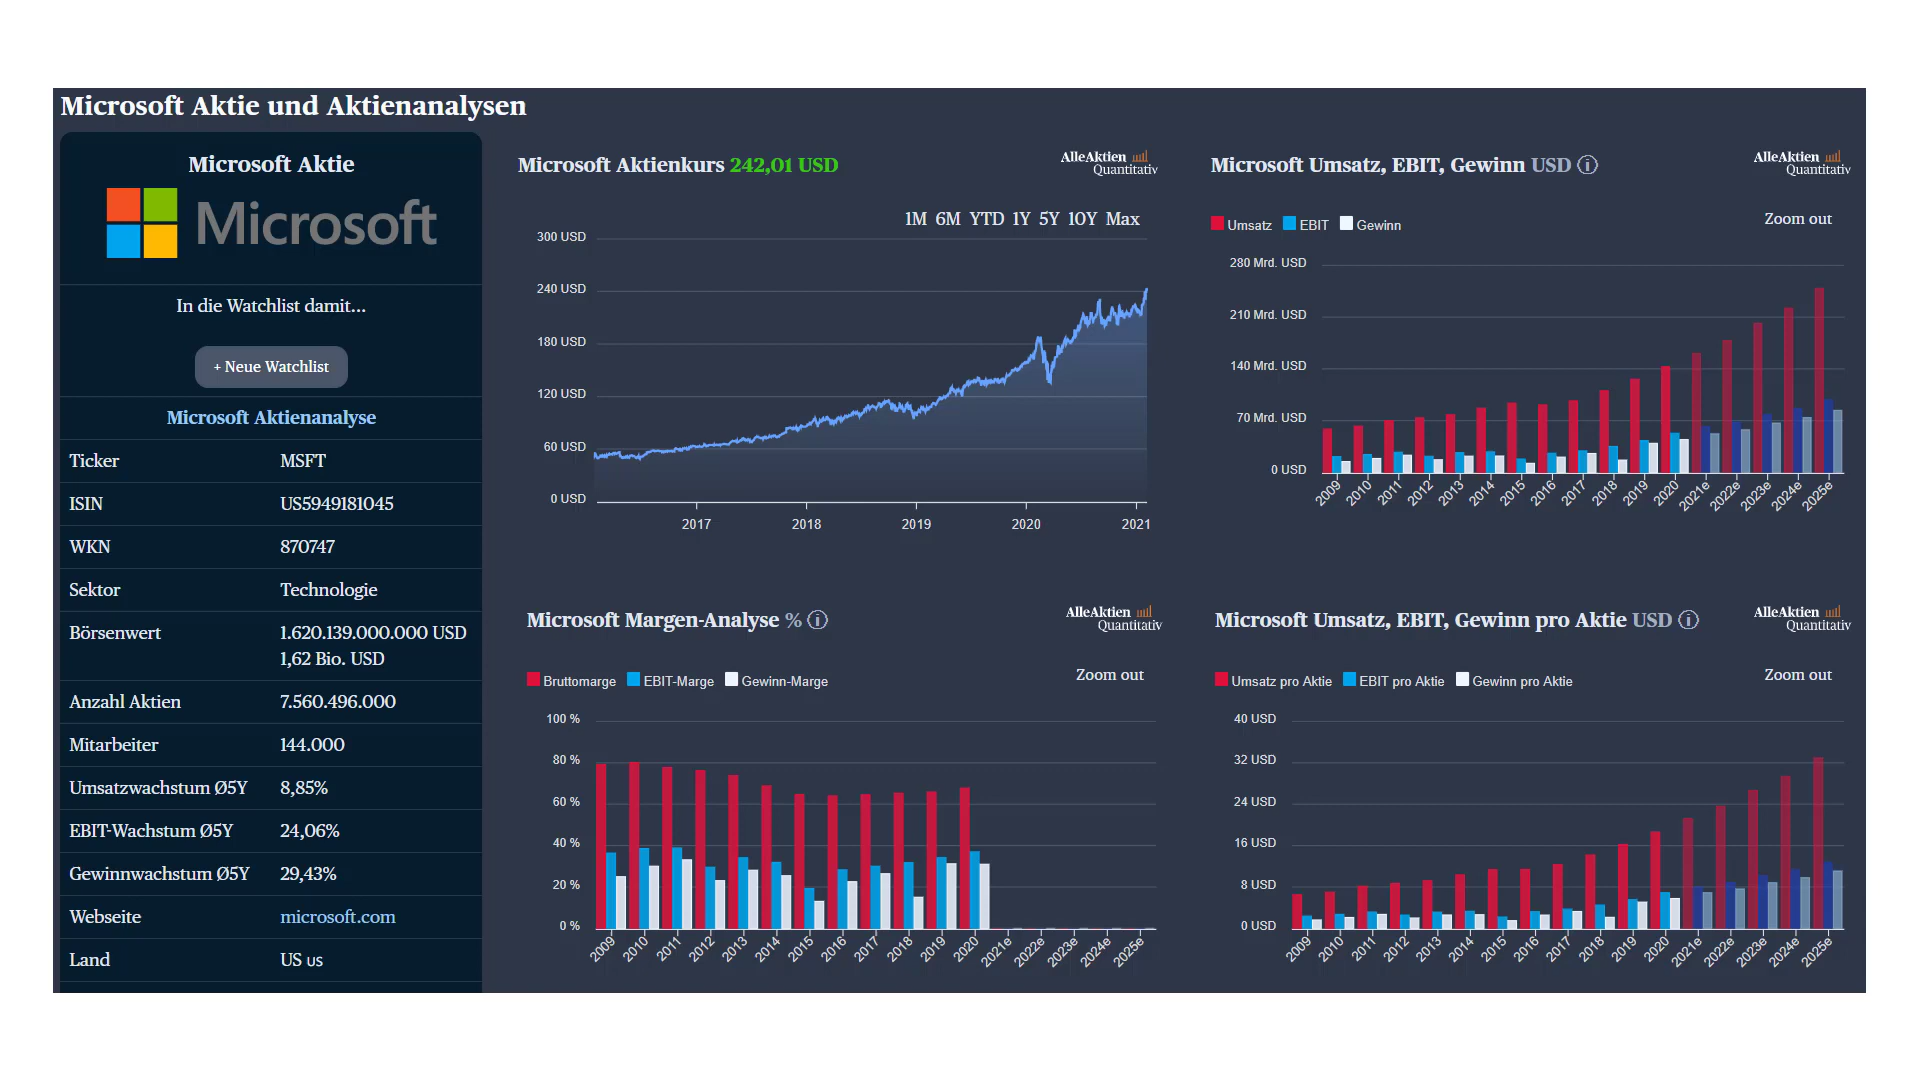 Microsoft Aktie und Aktienanalysen
Microsoft Aktie
Microsoft
In die Watchlist damit...
+ Neue Watchlist
Microsoft Aktienanalyse
Ticker MSFT
ISIN US5949181045
WKN 870747
Sektor Technologie
Börsenwert 1.620.139.000.000 USD
1,62 Bio. USD
Anzahl Aktien 7.560.496.000
Mitarbeiter 144.000
Umsatzwachstum Ø5Y 8,85%
EBIT-Wachstum Ø5Y 24,06%
Gewinnwachstum Ø5Y 29,43%
Webseite microsoft.com
Land US US
Microsoft Aktienkurs 242,01 USD
AlleAktien
Quantitativ
1M 6M YTD 1Y 5Y 10Y Max
300 USD
240 USD
180 USD
120 USD
60 USD
0 USD
2017 2018 2019 2020 2021
Microsoft Umsatz, EBIT, Gewinn USD
AlleAktien
Quantitativ
Umsatz EBIT Gewinn
Zoom out
280 Mrd. USD
210 Mrd. USD
140 Mrd. USD
70 Mrd. USD
0 USD
2009 2010 2011 2012 2013 2014 2015 2016 2017 2018 2019 2020 2021e 2022e 2023e 2024e 2025e
Microsoft Margen-Analyse %
AlleAktien
Quantitativ
Bruttomarge EBIT-Marge Gewinn-Marge
Zoom out
100 %
80 %
60 %
40 %
20 %
0 %
2009 2010 2011 2012 2013 2014 2015 2016 2017 2018 2019 2020 2021e 2022e 2023e 2024e 2025e
Microsoft Umsatz, EBIT, Gewinn pro Aktie USD
AlleAktien
Quantitativ
Umsatz pro Aktie EBIT pro Aktie Gewinn pro Aktie
Zoom out
40 USD
32 USD
24 USD
16 USD
8 USD
0 USD
2009 2010 2011 2012 2013 2014 2015 2016 2017 2018 2019 2020 2021e 2022e 2023e 2024e 2025e